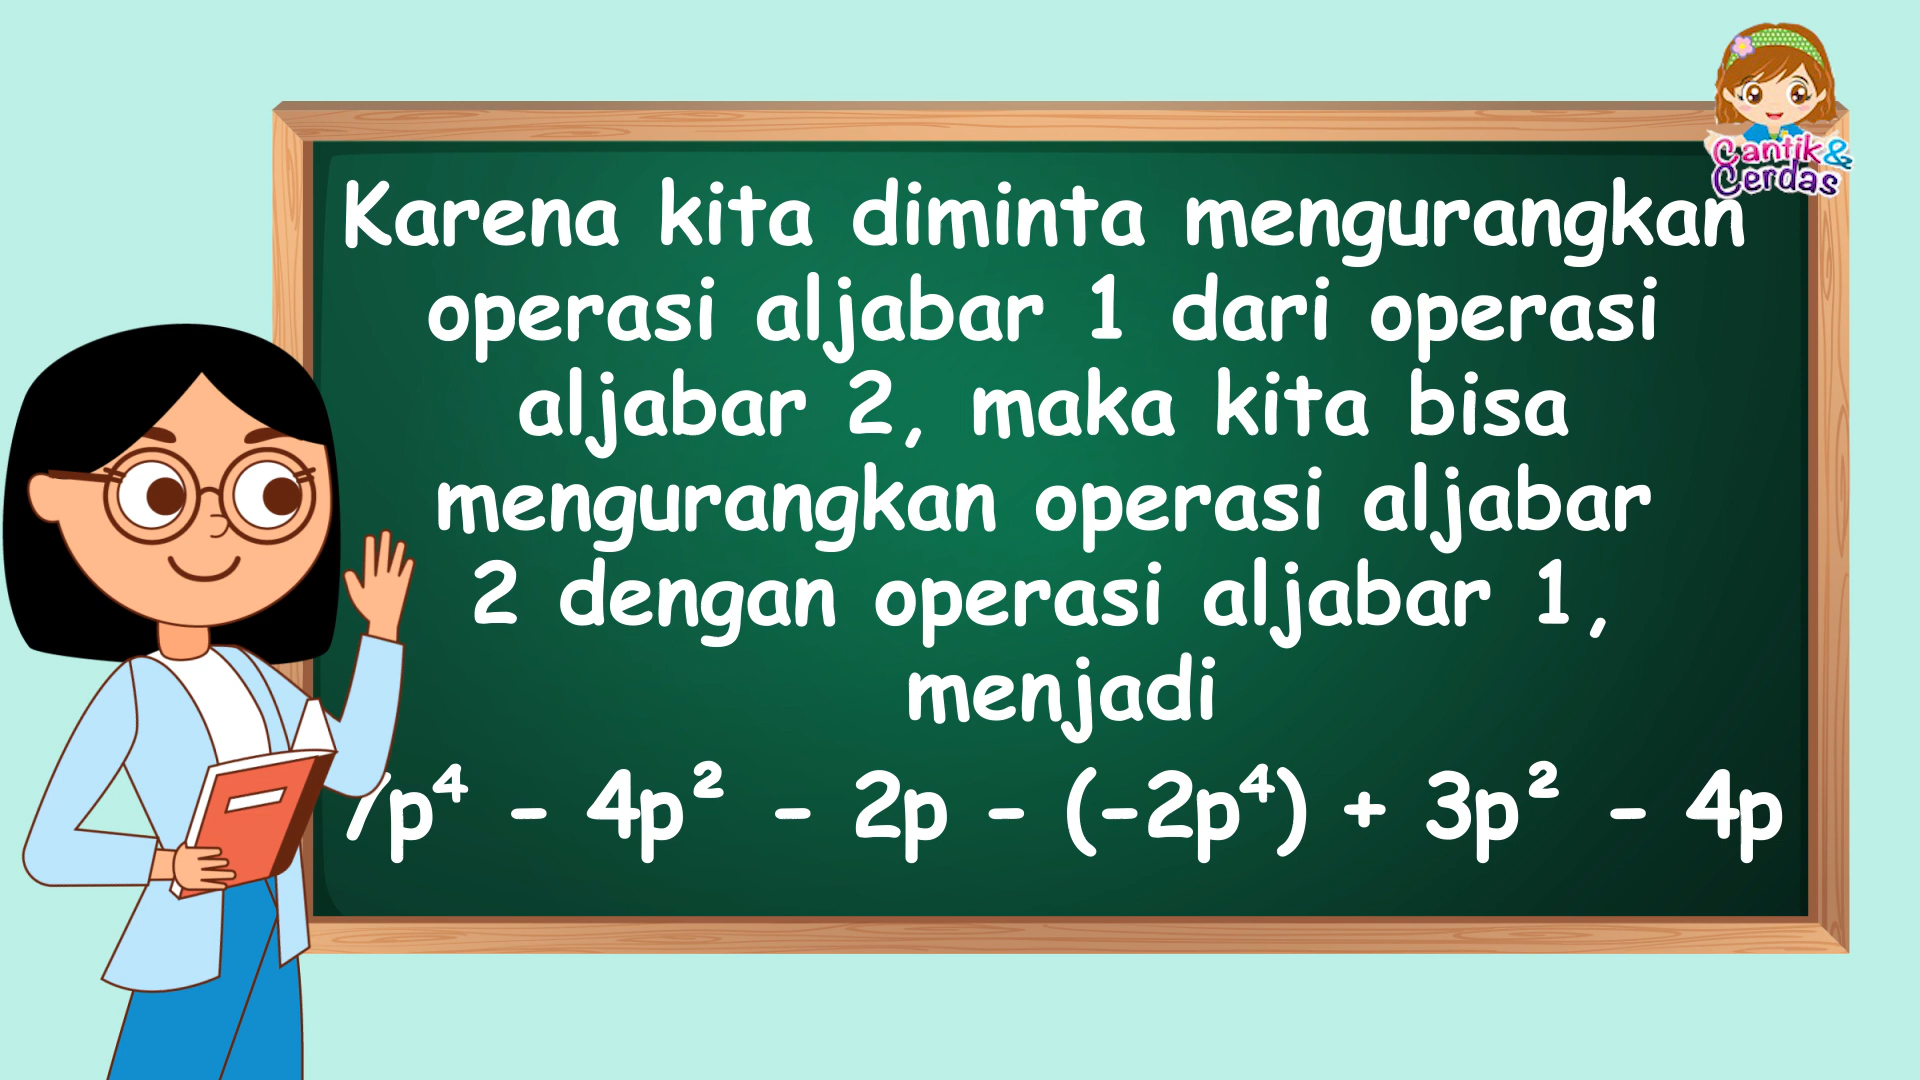 Cantik&
Cerdas
Karena kita diminta mengurangkan
operasi aljabar 1 dari operasi
aljabar 2, maka kita bisa
mengurangkan operasi aljabar
2 dengan operasi aljabar 1,
menjadi
7p⁴ - 4p² - 2p - (-2p⁴) + 3p² - 4p